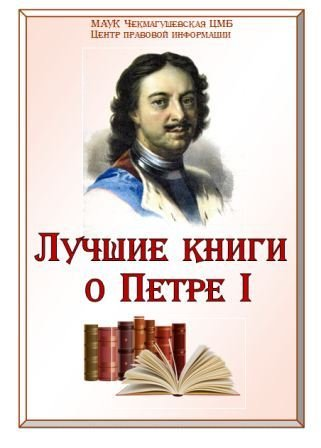 МАУК Чекмагушевская ЦМБ
Центр правовой информации
Лучшие книги
о Петре I